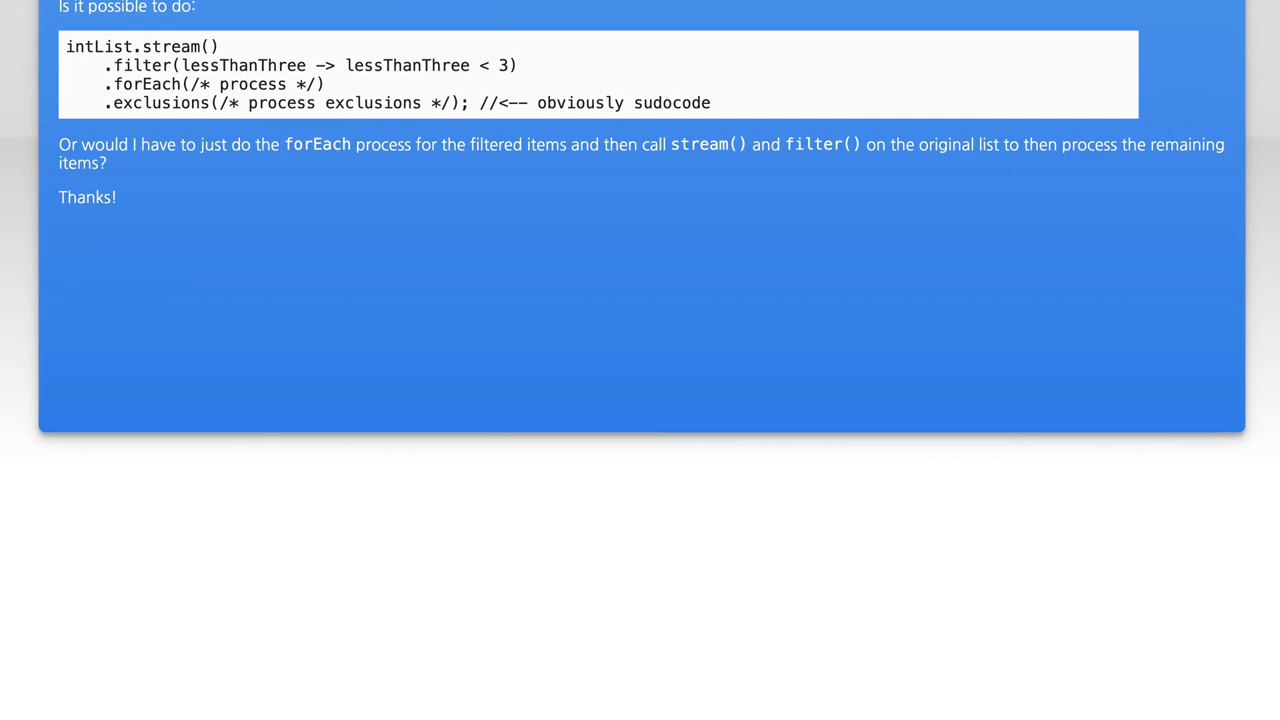 Is it possible to do:
intList.stream()
    .filter(lessThanThree -> lessThanThree < 3)
    .forEach(/* process */)
    .exclusions(/* process exclusions */); //<-- obviously sudocode
Or would I have to just do the forEach process for the filtered items and then call stream() and filter() on the original list to then process the remaining
items?
Thanks!